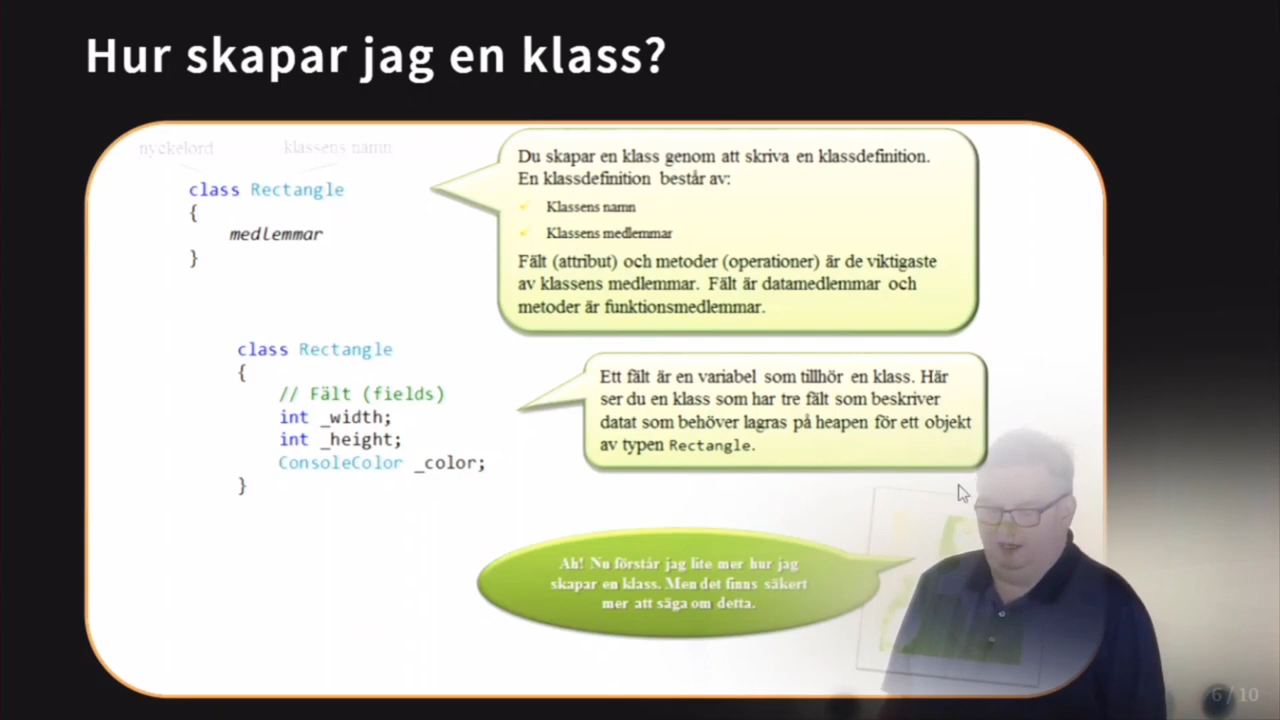 Hur skapar jag en klass?
nyckelord klassens namn
class Rectangle
{
medlemmar
}
Du skapar en klass genom att skriva en klassdefinition.
En klassdefinition består av:
Klassens namn
Klassens medlemmar
Fält (attribut) och metoder (operationer) är de viktigaste
av klassens medlemmar. Fält är datamedlemmar och
metoder är funktionsmedlemmar.
class Rectangle
{
// Fält (fields)
int _width;
int _height;
ConsoleColor _color;
}
Ett fält är en variabel som tillhör en klass. Här
ser du en klass som har tre fält som beskriver
datat som behöver lagras på heapen för ett objekt
av typen Rectangle.
Ah! Nu förstår jag lite mer hur jag
skapar en klass. Men det finns säkert
mer att säga om detta.
6 / 10